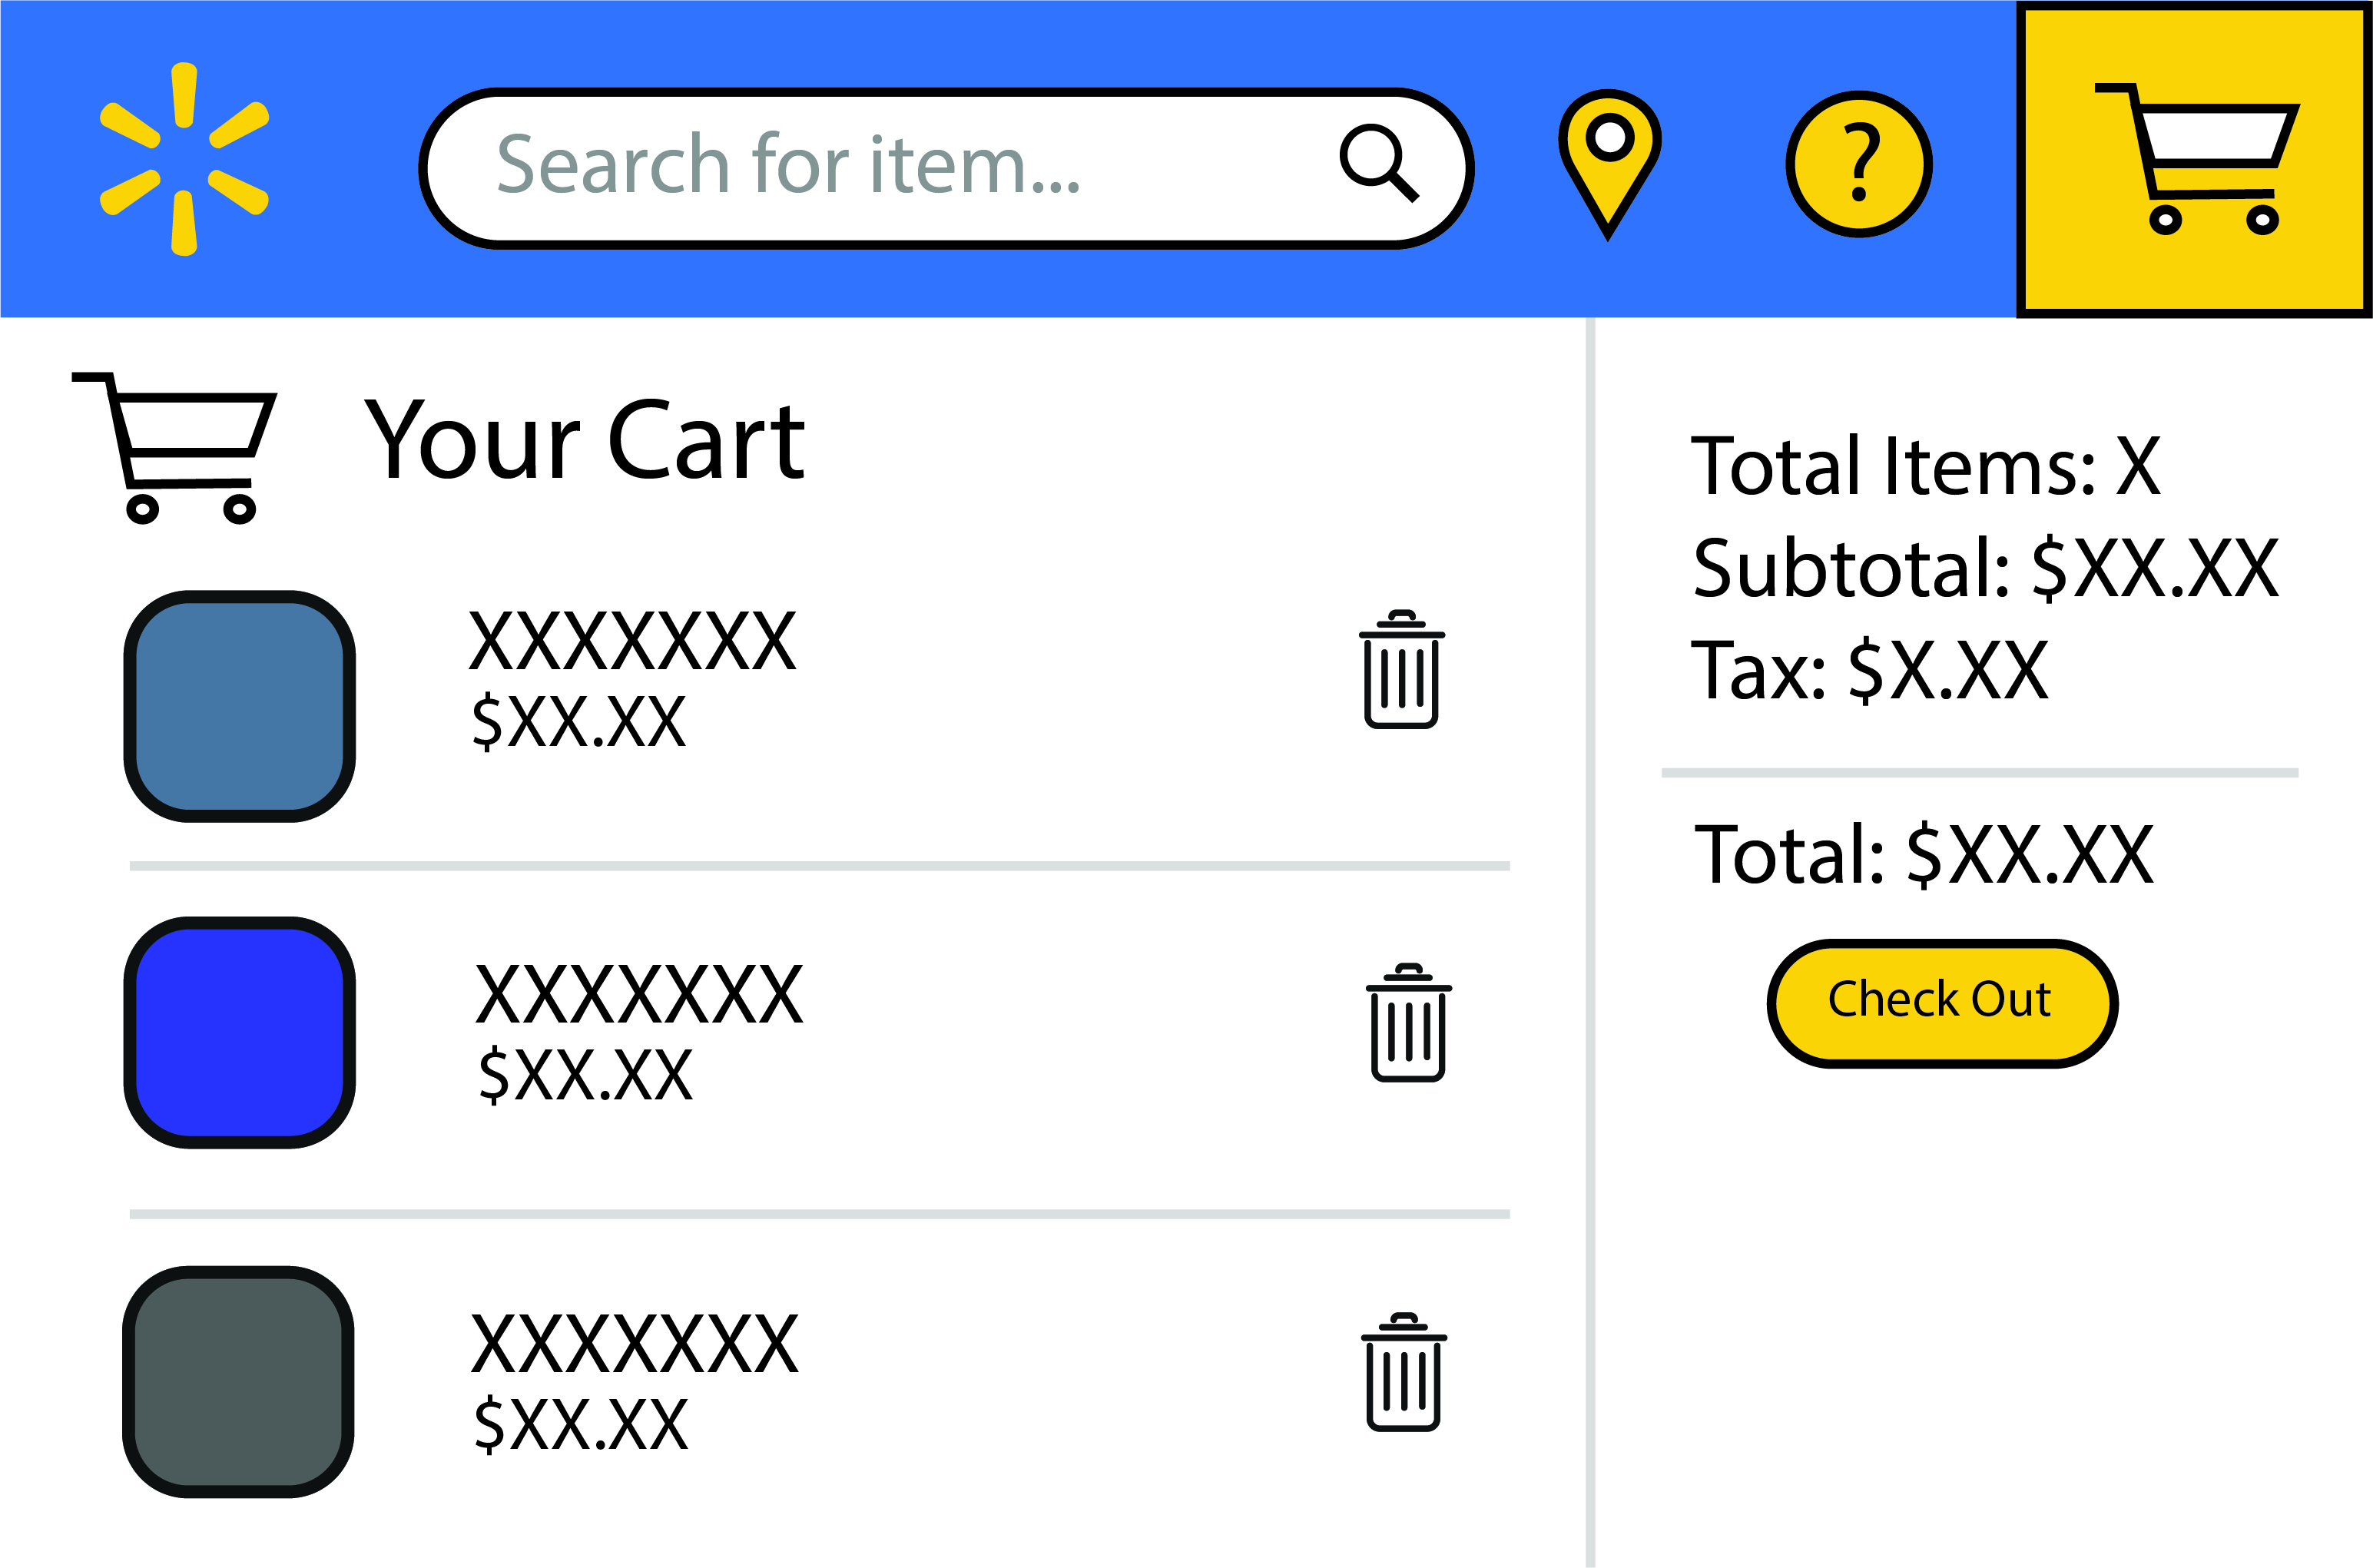 Search for item...
?
Your Cart
XXXXXXX
$XX.XX
XXXXXXX
$XX.XX
XXXXXXX
$XX.XX
Total Items: X
Subtotal: $XX.XX
Tax: $X.XX
Total: $XX.XX
Check Out